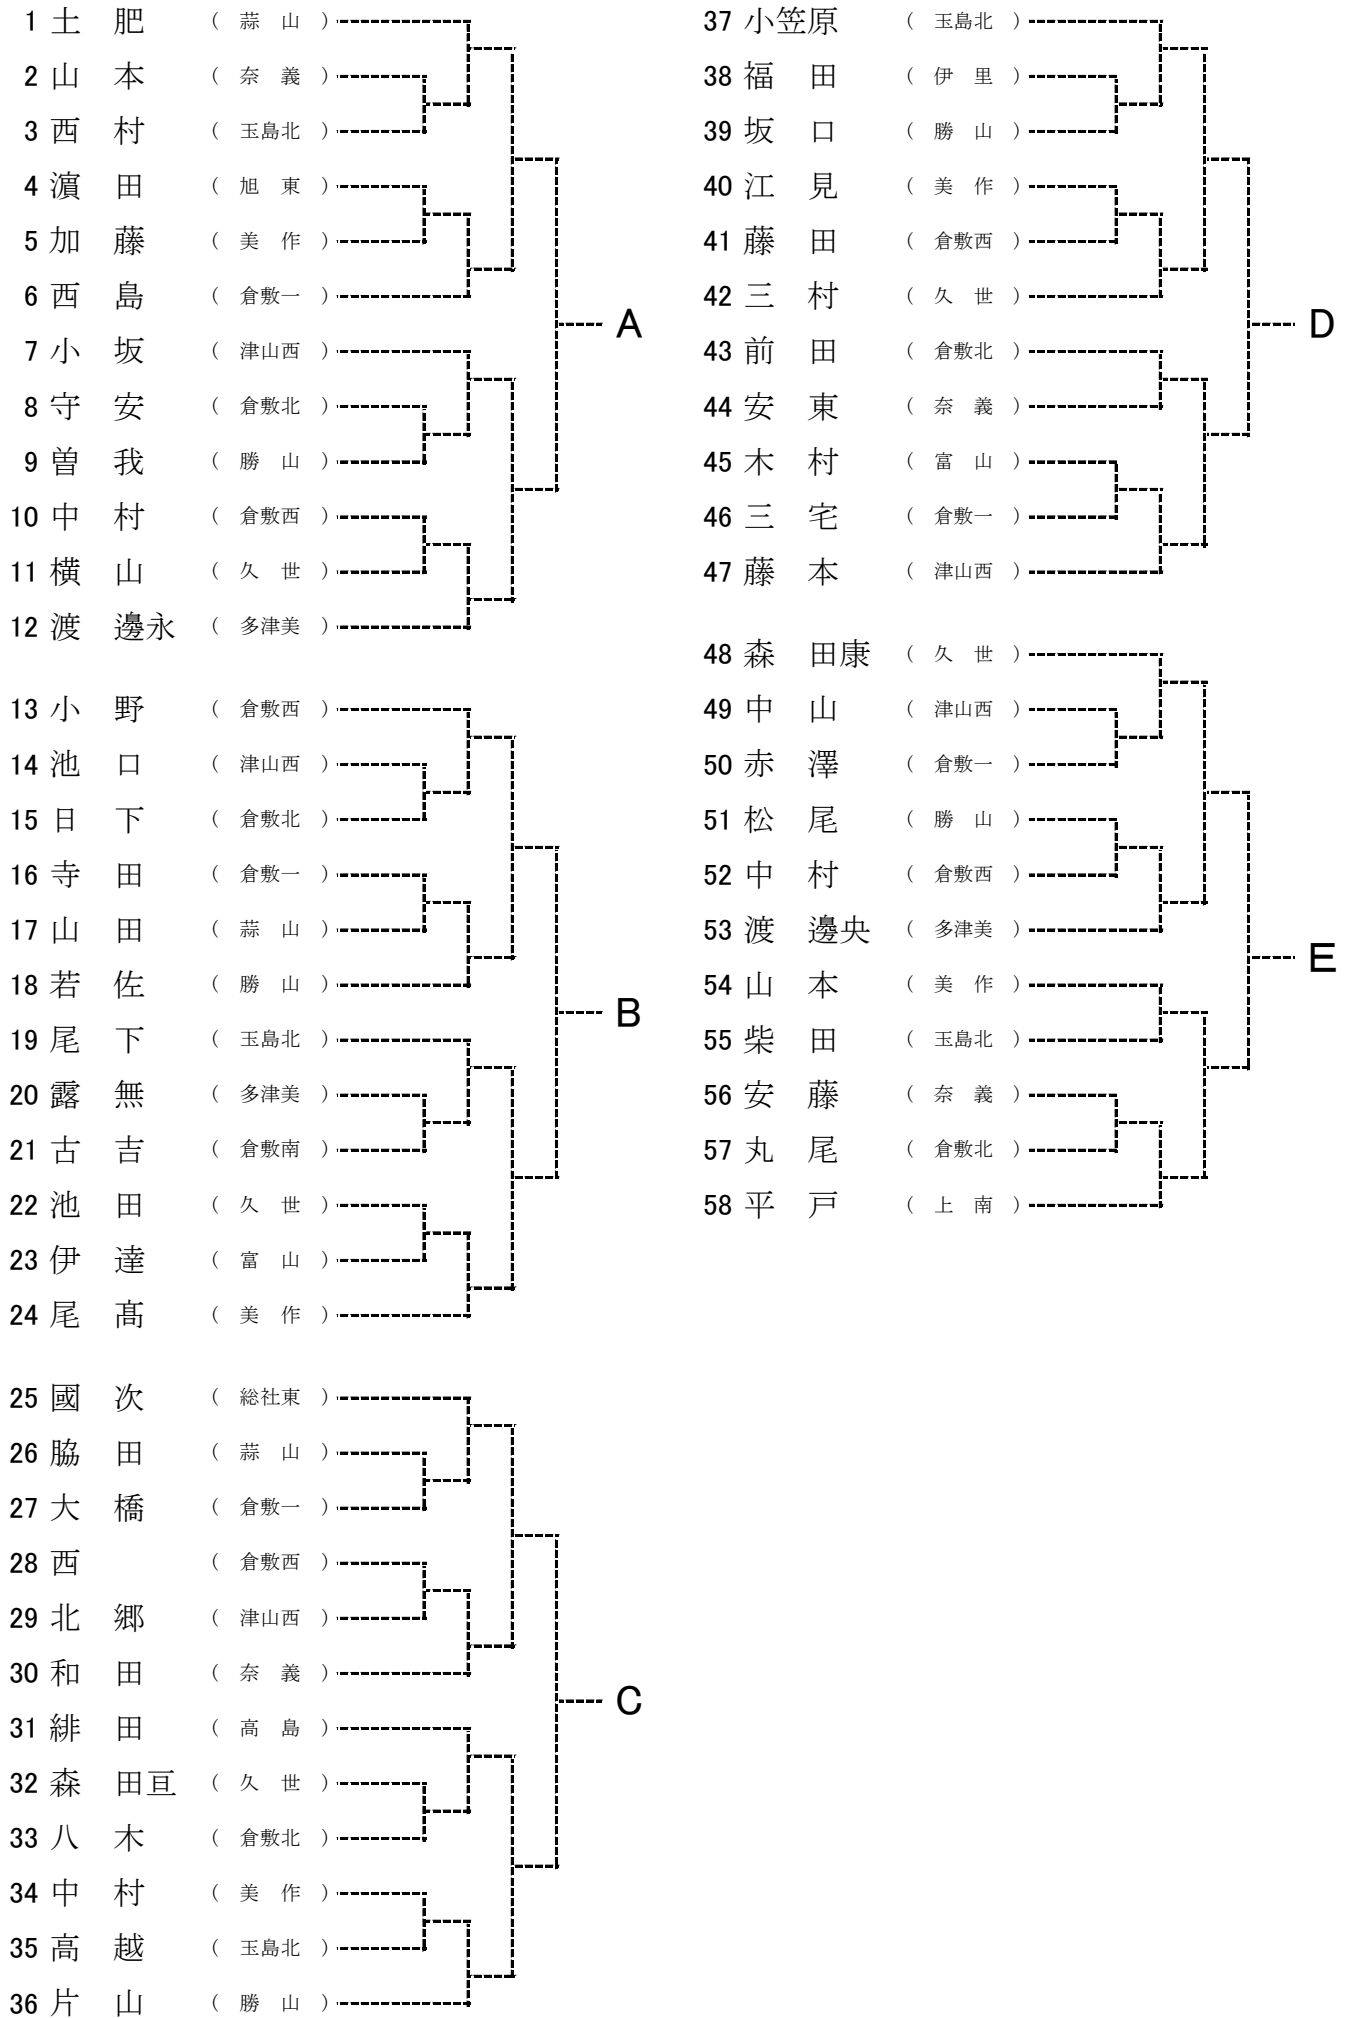 1 土 肥 （ 蒜 山 ）
2 山 本 （ 奈 義 ）
3 西 村 （ 玉島北 ）
4 濵 田 （ 旭 東 ）
5 加 藤 （ 美 作 ）
6 西 島 （ 倉敷一 ）
A
7 小 坂 （ 津山西 ）
8 守 安 （ 倉敷北 ）
9 曽 我 （ 勝 山 ）
10 中 村 （ 倉敷西 ）
11 横 山 （ 久 世 ）
12 渡 邊永 （ 多津美 ）
13 小 野 （ 倉敷西 ）
14 池 口 （ 津山西 ）
15 日 下 （ 倉敷北 ）
16 寺 田 （ 倉敷一 ）
17 山 田 （ 蒜 山 ）
18 若 佐 （ 勝 山 ）
B
19 尾 下 （ 玉島北 ）
20 露 無 （ 多津美 ）
21 古 吉 （ 倉敷南 ）
22 池 田 （ 久 世 ）
23 伊 達 （ 富 山 ）
24 尾 髙 （ 美 作 ）
25 國 次 （ 総社東 ）
26 脇 田 （ 蒜 山 ）
27 大 橋 （ 倉敷一 ）
28 西 （ 倉敷西 ）
29 北 郷 （ 津山西 ）
30 和 田 （ 奈 義 ）
C
31 緋 田 （ 高 島 ）
32 森 田亘 （ 久 世 ）
33 八 木 （ 倉敷北 ）
34 中 村 （ 美 作 ）
35 高 越 （ 玉島北 ）
36 片 山 （ 勝 山 ）
37 小笠原 （ 玉島北 ）
38 福 田 （ 伊 里 ）
39 坂 口 （ 勝 山 ）
40 江 見 （ 美 作 ）
41 藤 田 （ 倉敷西 ）
42 三 村 （ 久 世 ）
D
43 前 田 （ 倉敷北 ）
44 安 東 （ 奈 義 ）
45 木 村 （ 富 山 ）
46 三 宅 （ 倉敷一 ）
47 藤 本 （ 津山西 ）
48 森 田康 （ 久 世 ）
49 中 山 （ 津山西 ）
50 赤 澤 （ 倉敷一 ）
51 松 尾 （ 勝 山 ）
52 中 村 （ 倉敷西 ）
53 渡 邊央 （ 多津美 ）
E
54 山 本 （ 美 作 ）
55 柴 田 （ 玉島北 ）
56 安 藤 （ 奈 義 ）
57 丸 尾 （ 倉敷北 ）
58 平 戸 （ 上 南 ）